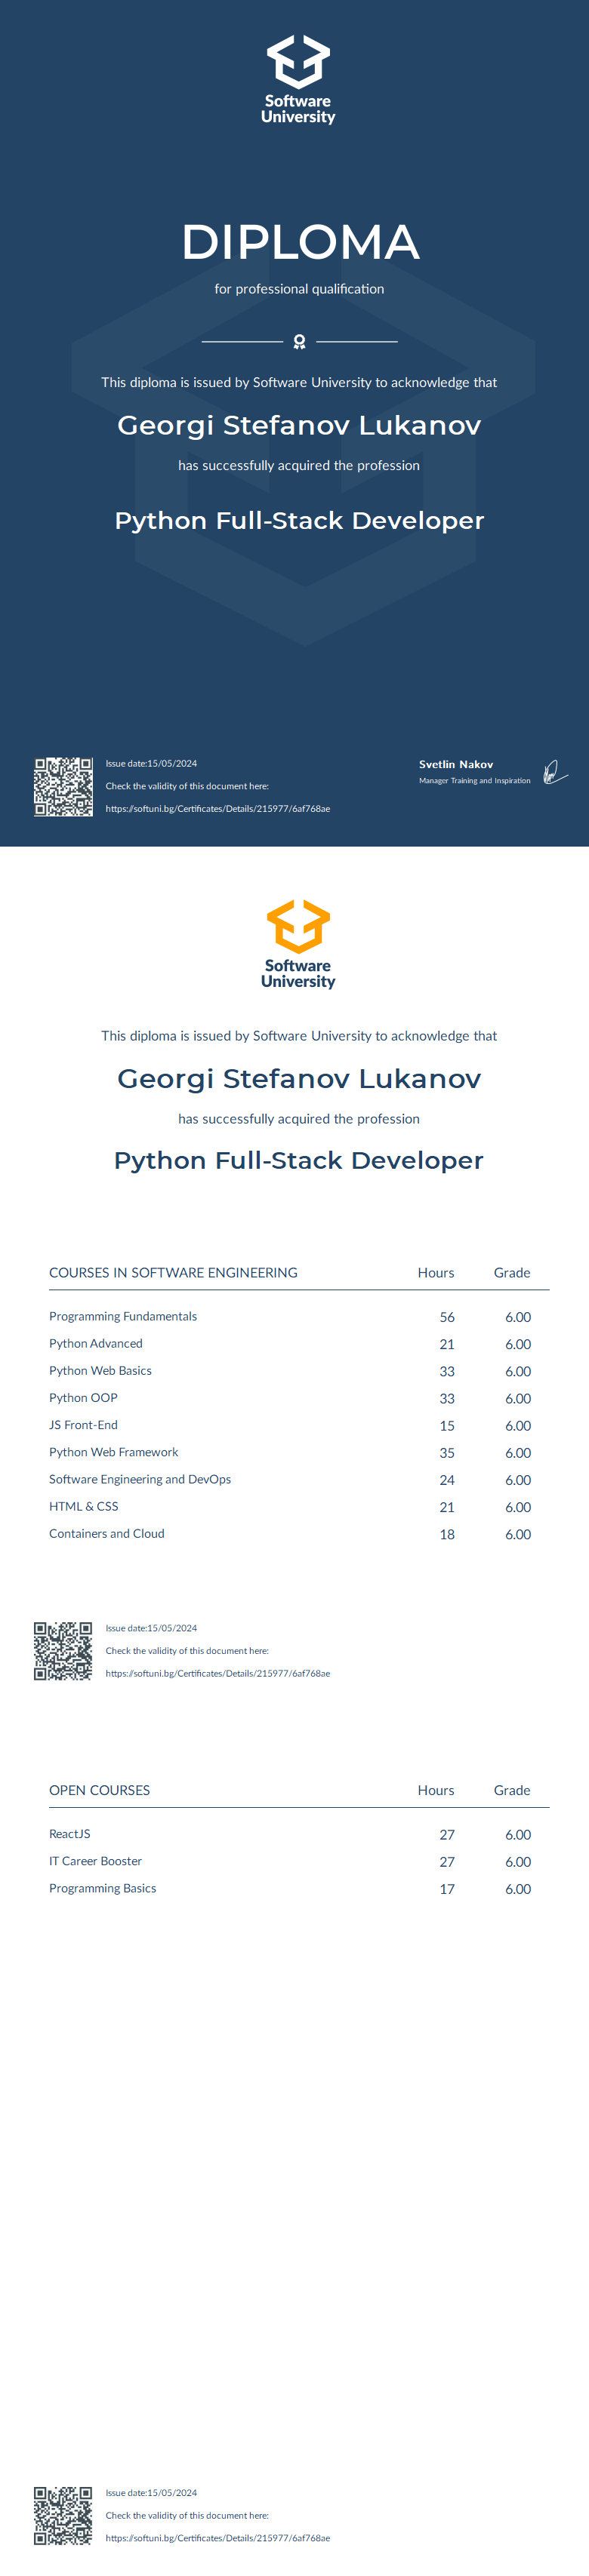 Software
University
DIPLOMA
for professional qualification
This diploma is issued by Software University to acknowledge that
Georgi Stefanov Lukanov
has successfully acquired the profession
Python Full-Stack Developer
Issue date:15/05/2024
Check the validity of this document here:
https://softuni.bg/Certificates/Details/215977/6af768ae
Svetlin Nakov
Manager Training and Inspiration
Software
University
This diploma is issued by Software University to acknowledge that
Georgi Stefanov Lukanov
has successfully acquired the profession
Python Full-Stack Developer
COURSES IN SOFTWARE ENGINEERING Hours Grade
Programming Fundamentals 56 6.00
Python Advanced 21 6.00
Python Web Basics 33 6.00
Python OOP 33 6.00
JS Front-End 15 6.00
Python Web Framework 35 6.00
Software Engineering and DevOps 24 6.00
HTML & CSS 21 6.00
Containers and Cloud 18 6.00
Issue date:15/05/2024
Check the validity of this document here:
https://softuni.bg/Certificates/Details/215977/6af768ae
OPEN COURSES Hours Grade
ReactJS 27 6.00
IT Career Booster 27 6.00
Programming Basics 17 6.00
Issue date:15/05/2024
Check the validity of this document here:
https://softuni.bg/Certificates/Details/215977/6af768ae